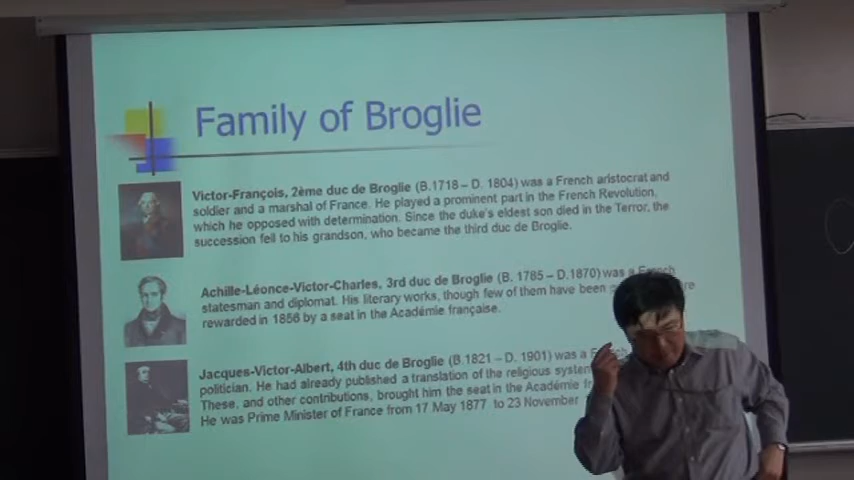 Family of Broglie
Victor-François, 2ème duc de Broglie (B.1718 – D. 1804) was a French aristocrat and
soldier and a marshal of France. He played a prominent part in the French Revolution,
which he opposed with determination. Since the duke's eldest son died in the Terror, the
succession fell to his grandson, who became the third duc de Broglie.
Achille-Léonce-Victor-Charles, 3rd duc de Broglie (B. 1785 – D.1870) was a French
statesman and diplomat. His literary works, though few of them have been
rewarded in 1856 by a seat in the Académie française.
Jacques-Victor-Albert, 4th duc de Broglie (B.1821 – D. 1901) was a
politician. He had already published a translation of the religious system
These, and other contributions, brought him the seat in the Académie
He was Prime Minister of France from 17 May 1877 to 23 November